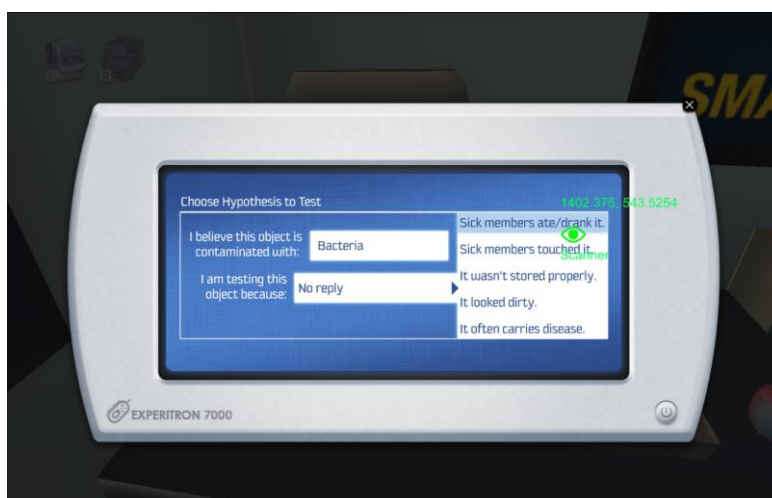 SMA
Choose Hypothesis to Test
1402.375, 543.5254
I believe this object is
contaminated with:
Bacteria
Sick members ate/drank it.
Sick members touched it.
Scanner
I am testing this
object because:
No reply
It wasn't stored properly.
It looked dirty.
It often carries disease.
EXPERITRON 7000